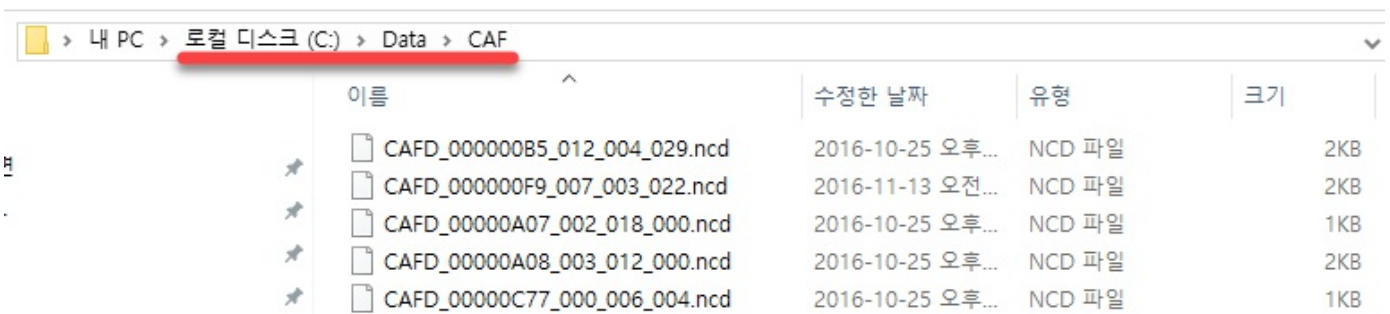 내 PC > 로컬 디스크 (C:) > Data > CAF
이름 수정한 날짜 유형 크기
CAFD_000000B5_012_004_029.ncd 2016-10-25 오후... NCD 파일 2KB
CAFD_000000F9_007_003_022.ncd 2016-11-13 오전... NCD 파일 2KB
CAFD_00000A07_002_018_000.ncd 2016-10-25 오후... NCD 파일 1KB
CAFD_00000A08_003_012_000.ncd 2016-10-25 오후... NCD 파일 2KB
CAFD_00000C77_000_006_004.ncd 2016-10-25 오후... NCD 파일 1KB